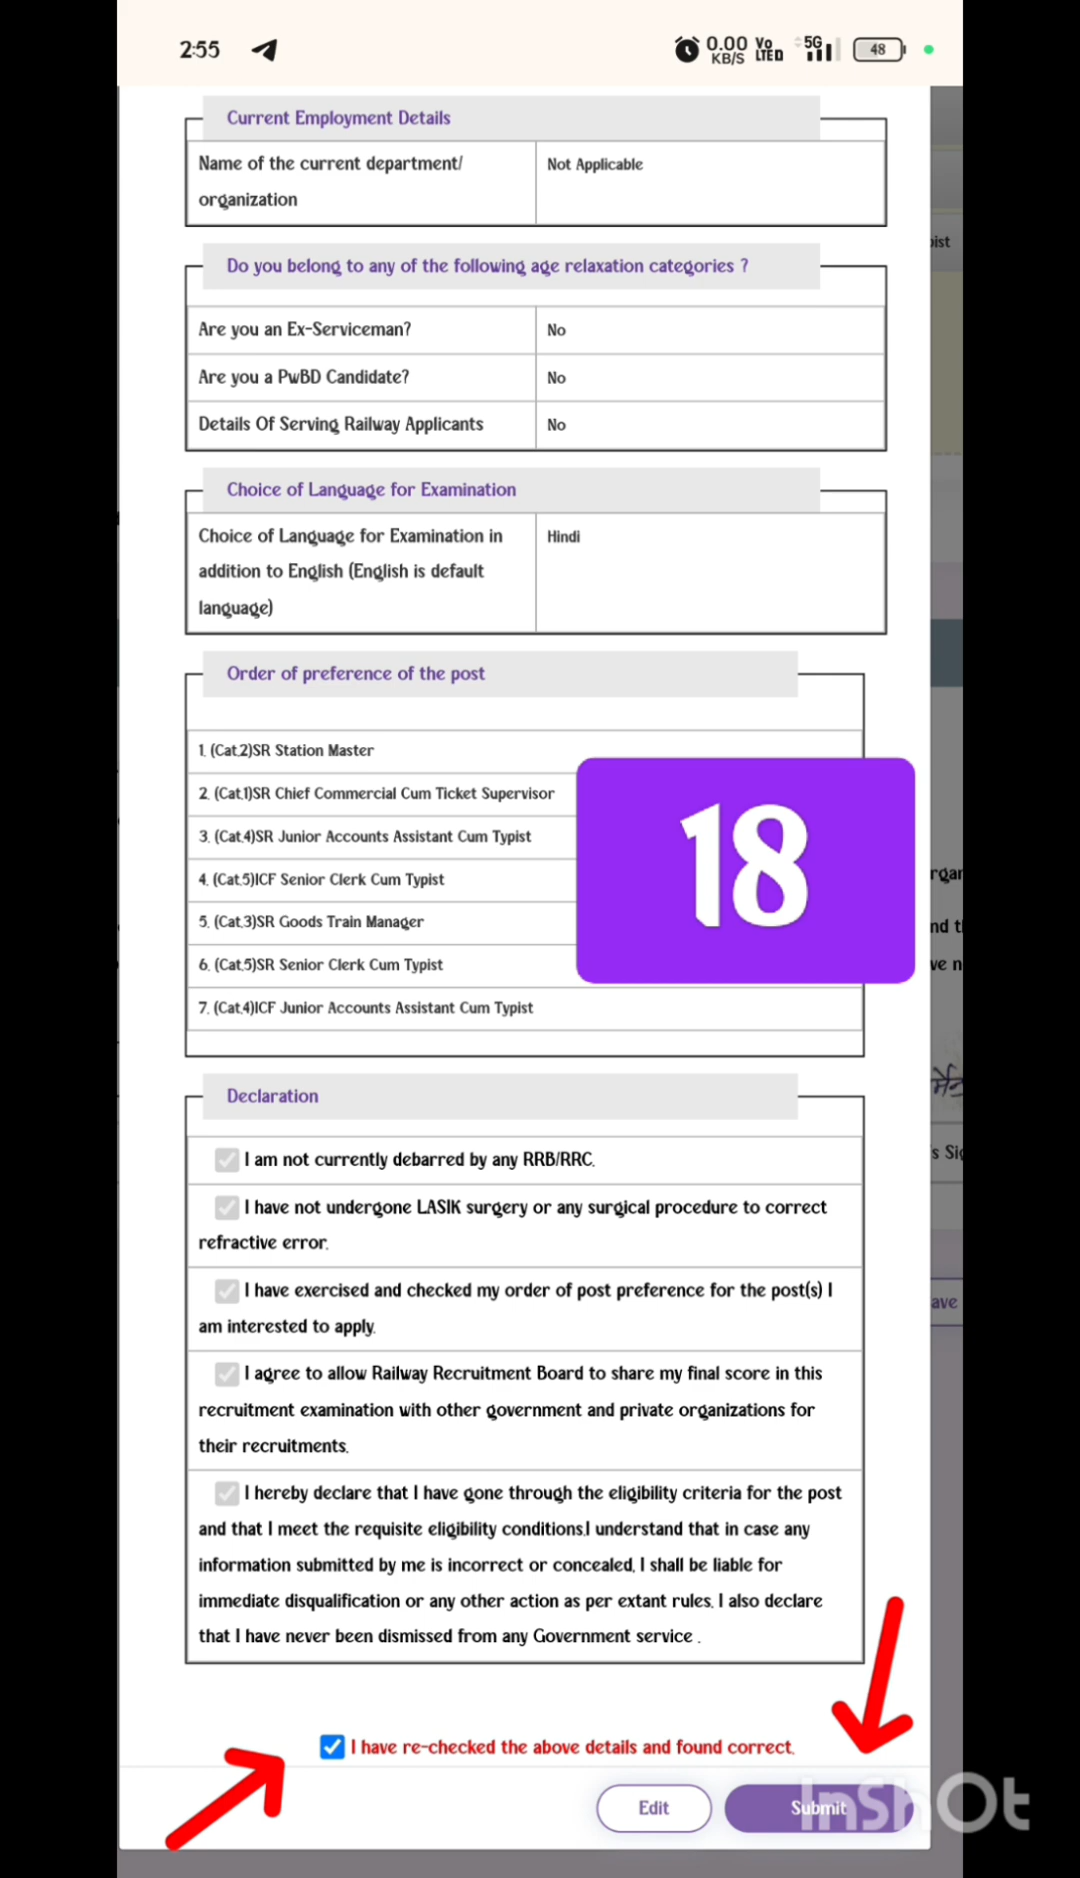 2:55
0.00
KB/S
Vo
LTED
5G
48
Current Employment Details
Name of the current department/
organization
Not Applicable
Do you belong to any of the following age relaxation categories ?
Are you an Ex-Serviceman?
No
Are you a PwBD Candidate?
No
Details Of Serving Railway Applicants
No
Choice of Language for Examination
Choice of Language for Examination in
addition to English (English is default
language)
Hindi
Order of preference of the post
1. (Cat.2)SR Station Master
2. (Cat.1)SR Chief Commercial Cum Ticket Supervisor
3. (Cat.4)SR Junior Accounts Assistant Cum Typist
4. (Cat.5)ICF Senior Clerk Cum Typist
5. (Cat.3)SR Goods Train Manager
6. (Cat.5)SR Senior Clerk Cum Typist
7. (Cat.4)ICF Junior Accounts Assistant Cum Typist
18
Declaration
I am not currently debarred by any RRB/RRC.
I have not undergone LASIK surgery or any surgical procedure to correct
refractive error.
I have exercised and checked my order of post preference for the post(s) I
am interested to apply.
I agree to allow Railway Recruitment Board to share my final score in this
recruitment examination with other government and private organizations for
their recruitments.
I hereby declare that I have gone through the eligibility criteria for the post
and that I meet the requisite eligibility conditions.I understand that in case any
information submitted by me is incorrect or concealed, I shall be liable for
immediate disqualification or any other action as per extant rules. I also declare
that I have never been dismissed from any Government service .
I have re-checked the above details and found correct.
Edit
Submit
InShOt